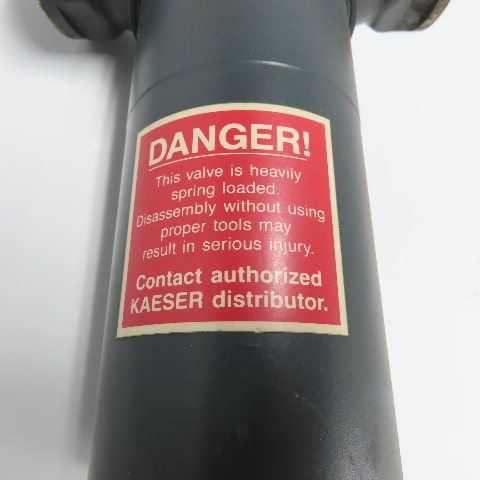 DANGER!
This valve is heavily
spring loaded.
Disassembly without using
proper tools may
result in serious injury.
Contact authorized
KAESER distributor.